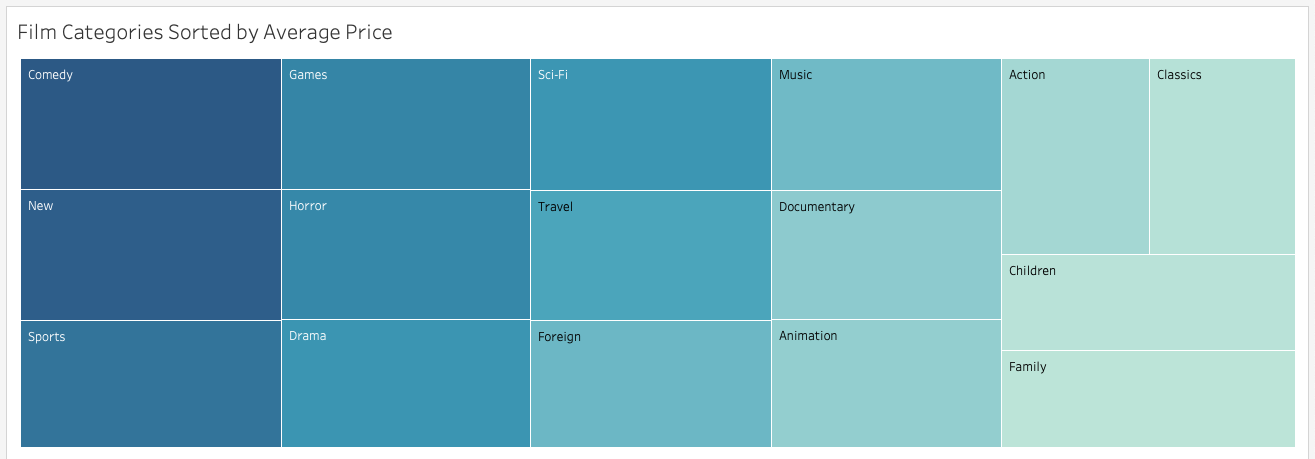 Film Categories Sorted by Average Price
Comedy
New
Sports
Games
Horror
Drama
Sci-Fi
Travel
Foreign
Music
Documentary
Animation
Action
Classics
Children
Family